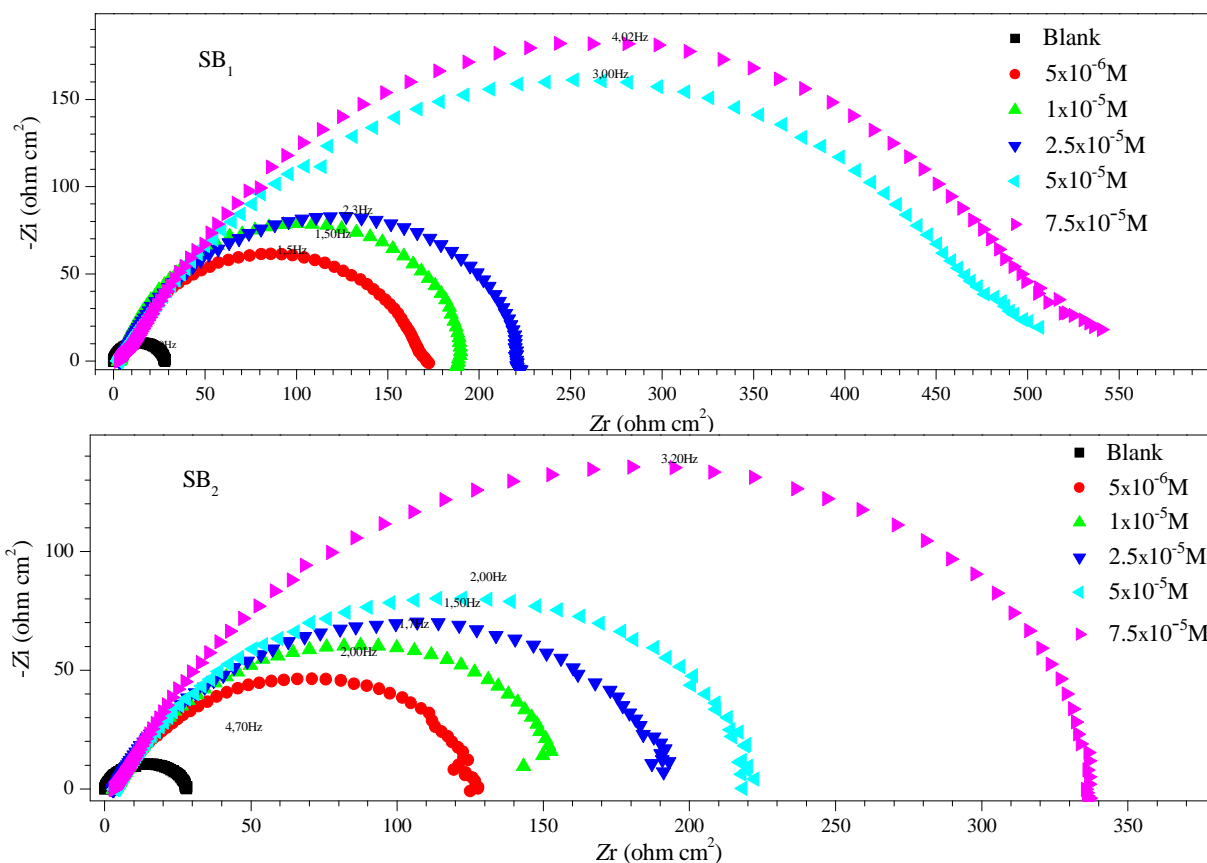 SB₁
4,02Hz
3,00Hz
2.3Hz
1,50Hz
1,5Hz
Blank
5x10⁻⁶M
1x10⁻⁵M
2.5x10⁻⁵M
5x10⁻⁵M
7.5x10⁻⁵M
150
100
50
0
-Zi (ohm cm²)
0 50 100 150 200 250 300 350 400 450 500 550
Zr (ohm cm²)
SB₂
3,20Hz
2,00Hz
1,50Hz
2,00Hz
4,70Hz
Blank
5x10⁻⁶M
1x10⁻⁵M
2.5x10⁻⁵M
5x10⁻⁵M
7.5x10⁻⁵M
100
50
0
-Zi (ohm cm²)
0 50 100 150 200 250 300 350
Zr (ohm cm²)